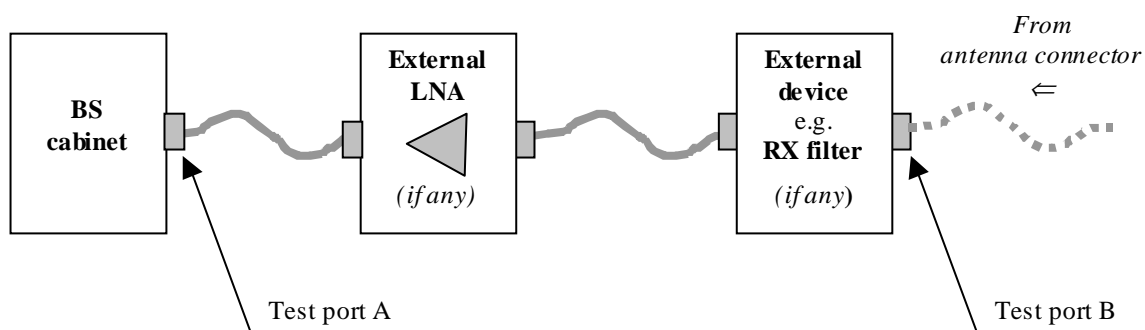 BS
cabinet
External
LNA
(if any)
External
device
e.g.
RX filter
(if any)
From
antenna connector
⇐
Test port A
Test port B